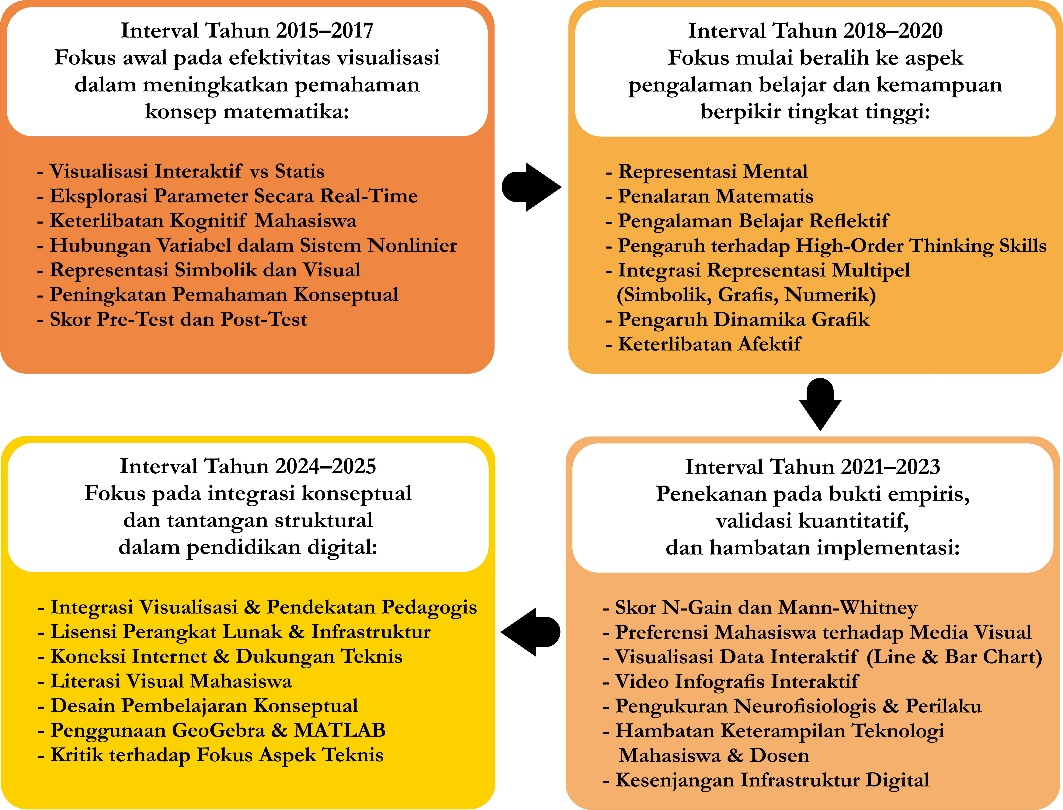 Interval Tahun 2015–2017
Fokus awal pada efektivitas visualisasi
dalam meningkatkan pemahaman
konsep matematika:
- Visualisasi Interaktif vs Statis
- Eksplorasi Parameter Secara Real-Time
- Keterlibatan Kognitif Mahasiswa
- Hubungan Variabel dalam Sistem Nonlinier
- Representasi Simbolik dan Visual
- Peningkatan Pemahaman Konseptual
- Skor Pre-Test dan Post-Test
Interval Tahun 2018–2020
Fokus mulai beralih ke aspek
pengalaman belajar dan kemampuan
berpikir tingkat tinggi:
- Representasi Mental
- Penalaran Matematis
- Pengalaman Belajar Reflektif
- Pengaruh terhadap High-Order Thinking Skills
- Integrasi Representasi Multipel
(Simbolik, Grafis, Numerik)
- Pengaruh Dinamika Grafik
- Keterlibatan Afektif
Interval Tahun 2021–2023
Penekanan pada bukti empiris,
validasi kuantitatif,
dan hambatan implementasi:
- Skor N-Gain dan Mann-Whitney
- Preferensi Mahasiswa terhadap Media Visual
- Visualisasi Data Interaktif (Line & Bar Chart)
- Video Infografis Interaktif
- Pengukuran Neurofisiologis & Perilaku
- Hambatan Keterampilan Teknologi
Mahasiswa & Dosen
- Kesenjangan Infrastruktur Digital
Interval Tahun 2024–2025
Fokus pada integrasi konseptual
dan tantangan struktural
dalam pendidikan digital:
- Integrasi Visualisasi & Pendekatan Pedagogis
- Lisensi Perangkat Lunak & Infrastruktur
- Koneksi Internet & Dukungan Teknis
- Literasi Visual Mahasiswa
- Desain Pembelajaran Konseptual
- Penggunaan GeoGebra & MATLAB
- Kritik terhadap Fokus Aspek Teknis